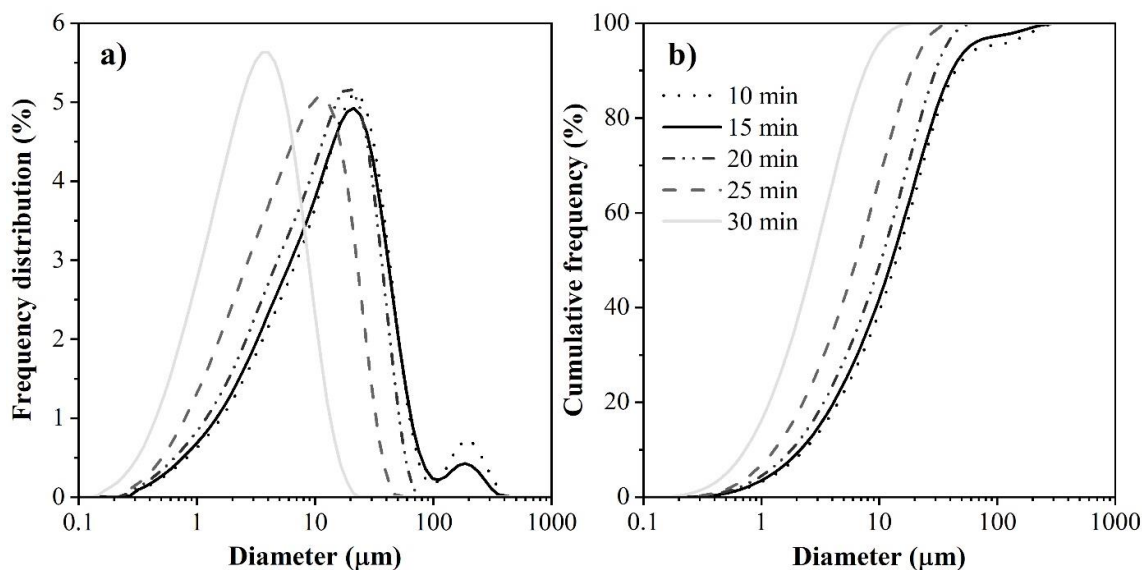 a)
Frequency distribution (%)
6
5
4
3
2
1
0
0.1 1 10 100 1000
Diameter (μm)
b)
Cumulative frequency (%)
100
80
60
40
20
0
10 min
15 min
20 min
25 min
30 min
0.1 1 10 100 1000
Diameter (μm)